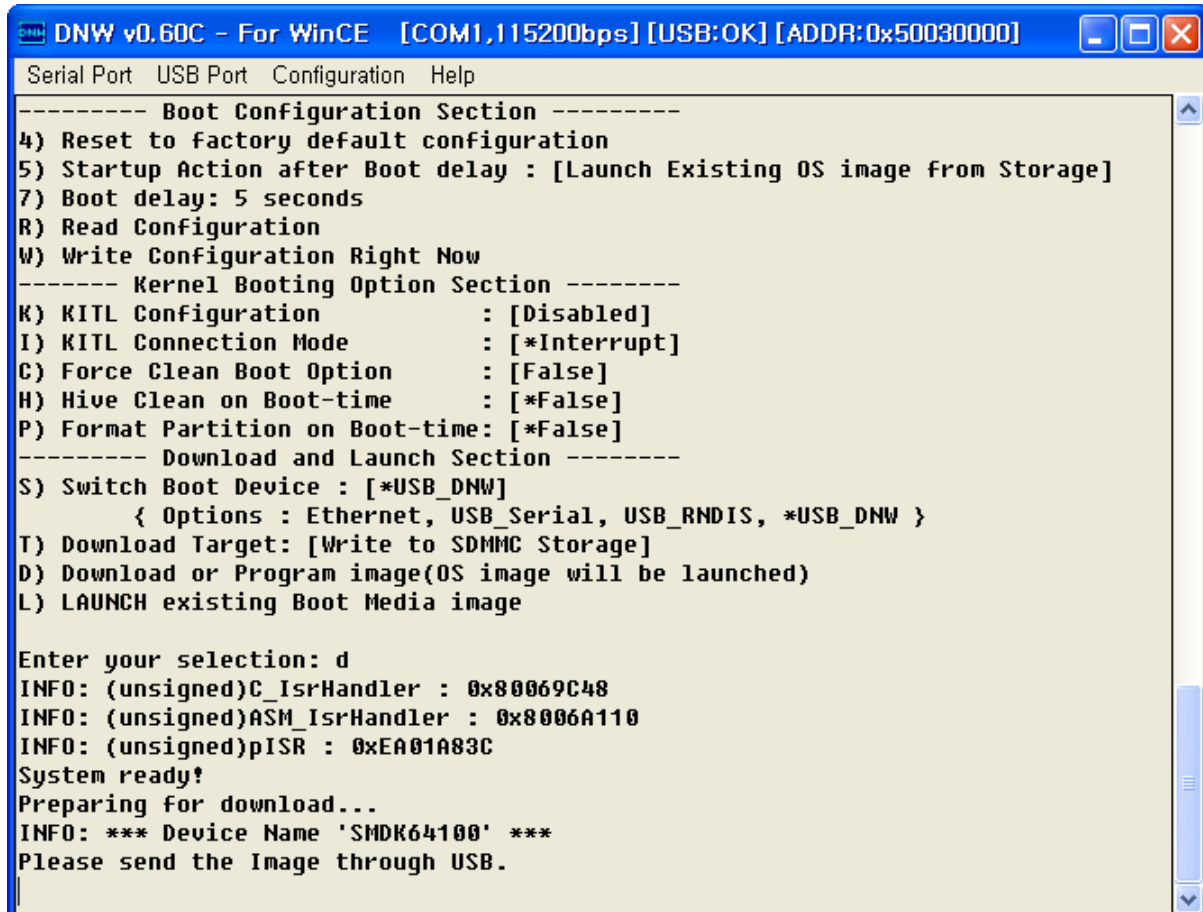 DNW v0.60C - For WinCE [COM1,115200bps][USB:OK][ADDR:0x50030000]
Serial Port USB Port Configuration Help
--------- Boot Configuration Section ---------
4) Reset to factory default configuration
5) Startup Action after Boot delay : [Launch Existing OS image from Storage]
7) Boot delay: 5 seconds
R) Read Configuration
W) Write Configuration Right Now
------- Kernel Booting Option Section --------
K) KITL Configuration           : [Disabled]
I) KITL Connection Mode         : [*Interrupt]
C) Force Clean Boot Option      : [False]
H) Hive Clean on Boot-time      : [*False]
P) Format Partition on Boot-time: [*False]
--------- Download and Launch Section --------
S) Switch Boot Device : [*USB_DNW]
        { Options : Ethernet, USB_Serial, USB_RNDIS, *USB_DNW }
T) Download Target: [Write to SDMMC Storage]
D) Download or Program image(OS image will be launched)
L) LAUNCH existing Boot Media image
Enter your selection: d
INFO: (unsigned)C_IsrHandler : 0x80069C48
INFO: (unsigned)ASM_IsrHandler : 0x8006A110
INFO: (unsigned)pISR : 0xEA01A83C
System ready!
Preparing for download...
INFO: *** Device Name 'SMDK64100' ***
Please send the Image through USB.